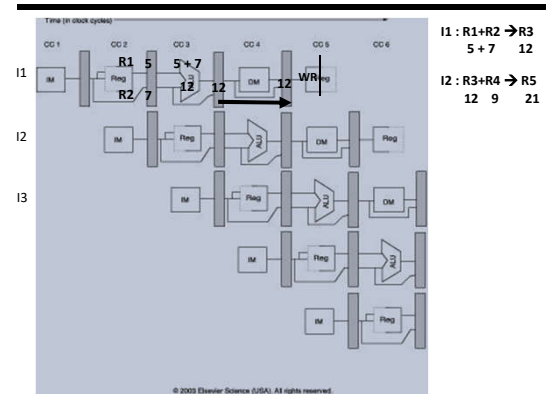 Time (in clock cycles)
CC 1 CC 2 CC 3 CC 4 CC 5 CC 6
I1 : R1+R2 → R3
5 + 7 12
I2 : R3+R4 → R5
12 9 21
I1
IM R1 Reg R2 5 7 5 + 7 ALU 12 12 DM 12 WR Reg
I2
IM Reg ALU DM Reg
I3
IM Reg ALU DM
IM Reg ALU
IM Reg
© 2003 Elsevier Science (USA). All rights reserved.